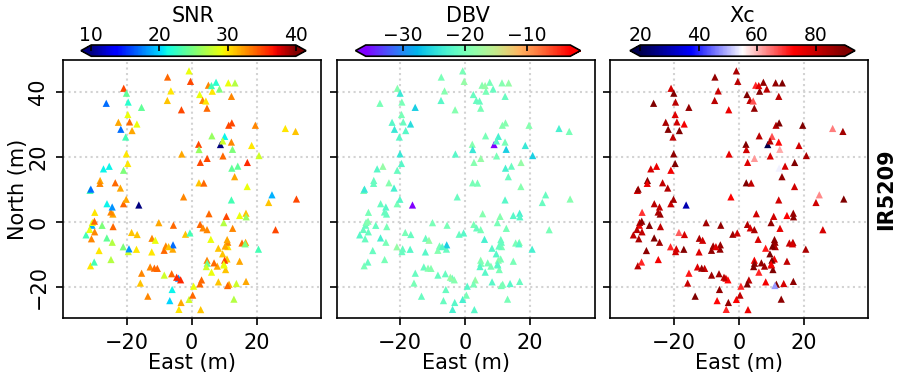 SNR DBV Xc
10 20 30 40 −30 −20 −10 20 40 60 80
40
20
0
−20
North (m)
IR5209
−20 0 20 −20 0 20 −20 0 20
East (m) East (m) East (m)